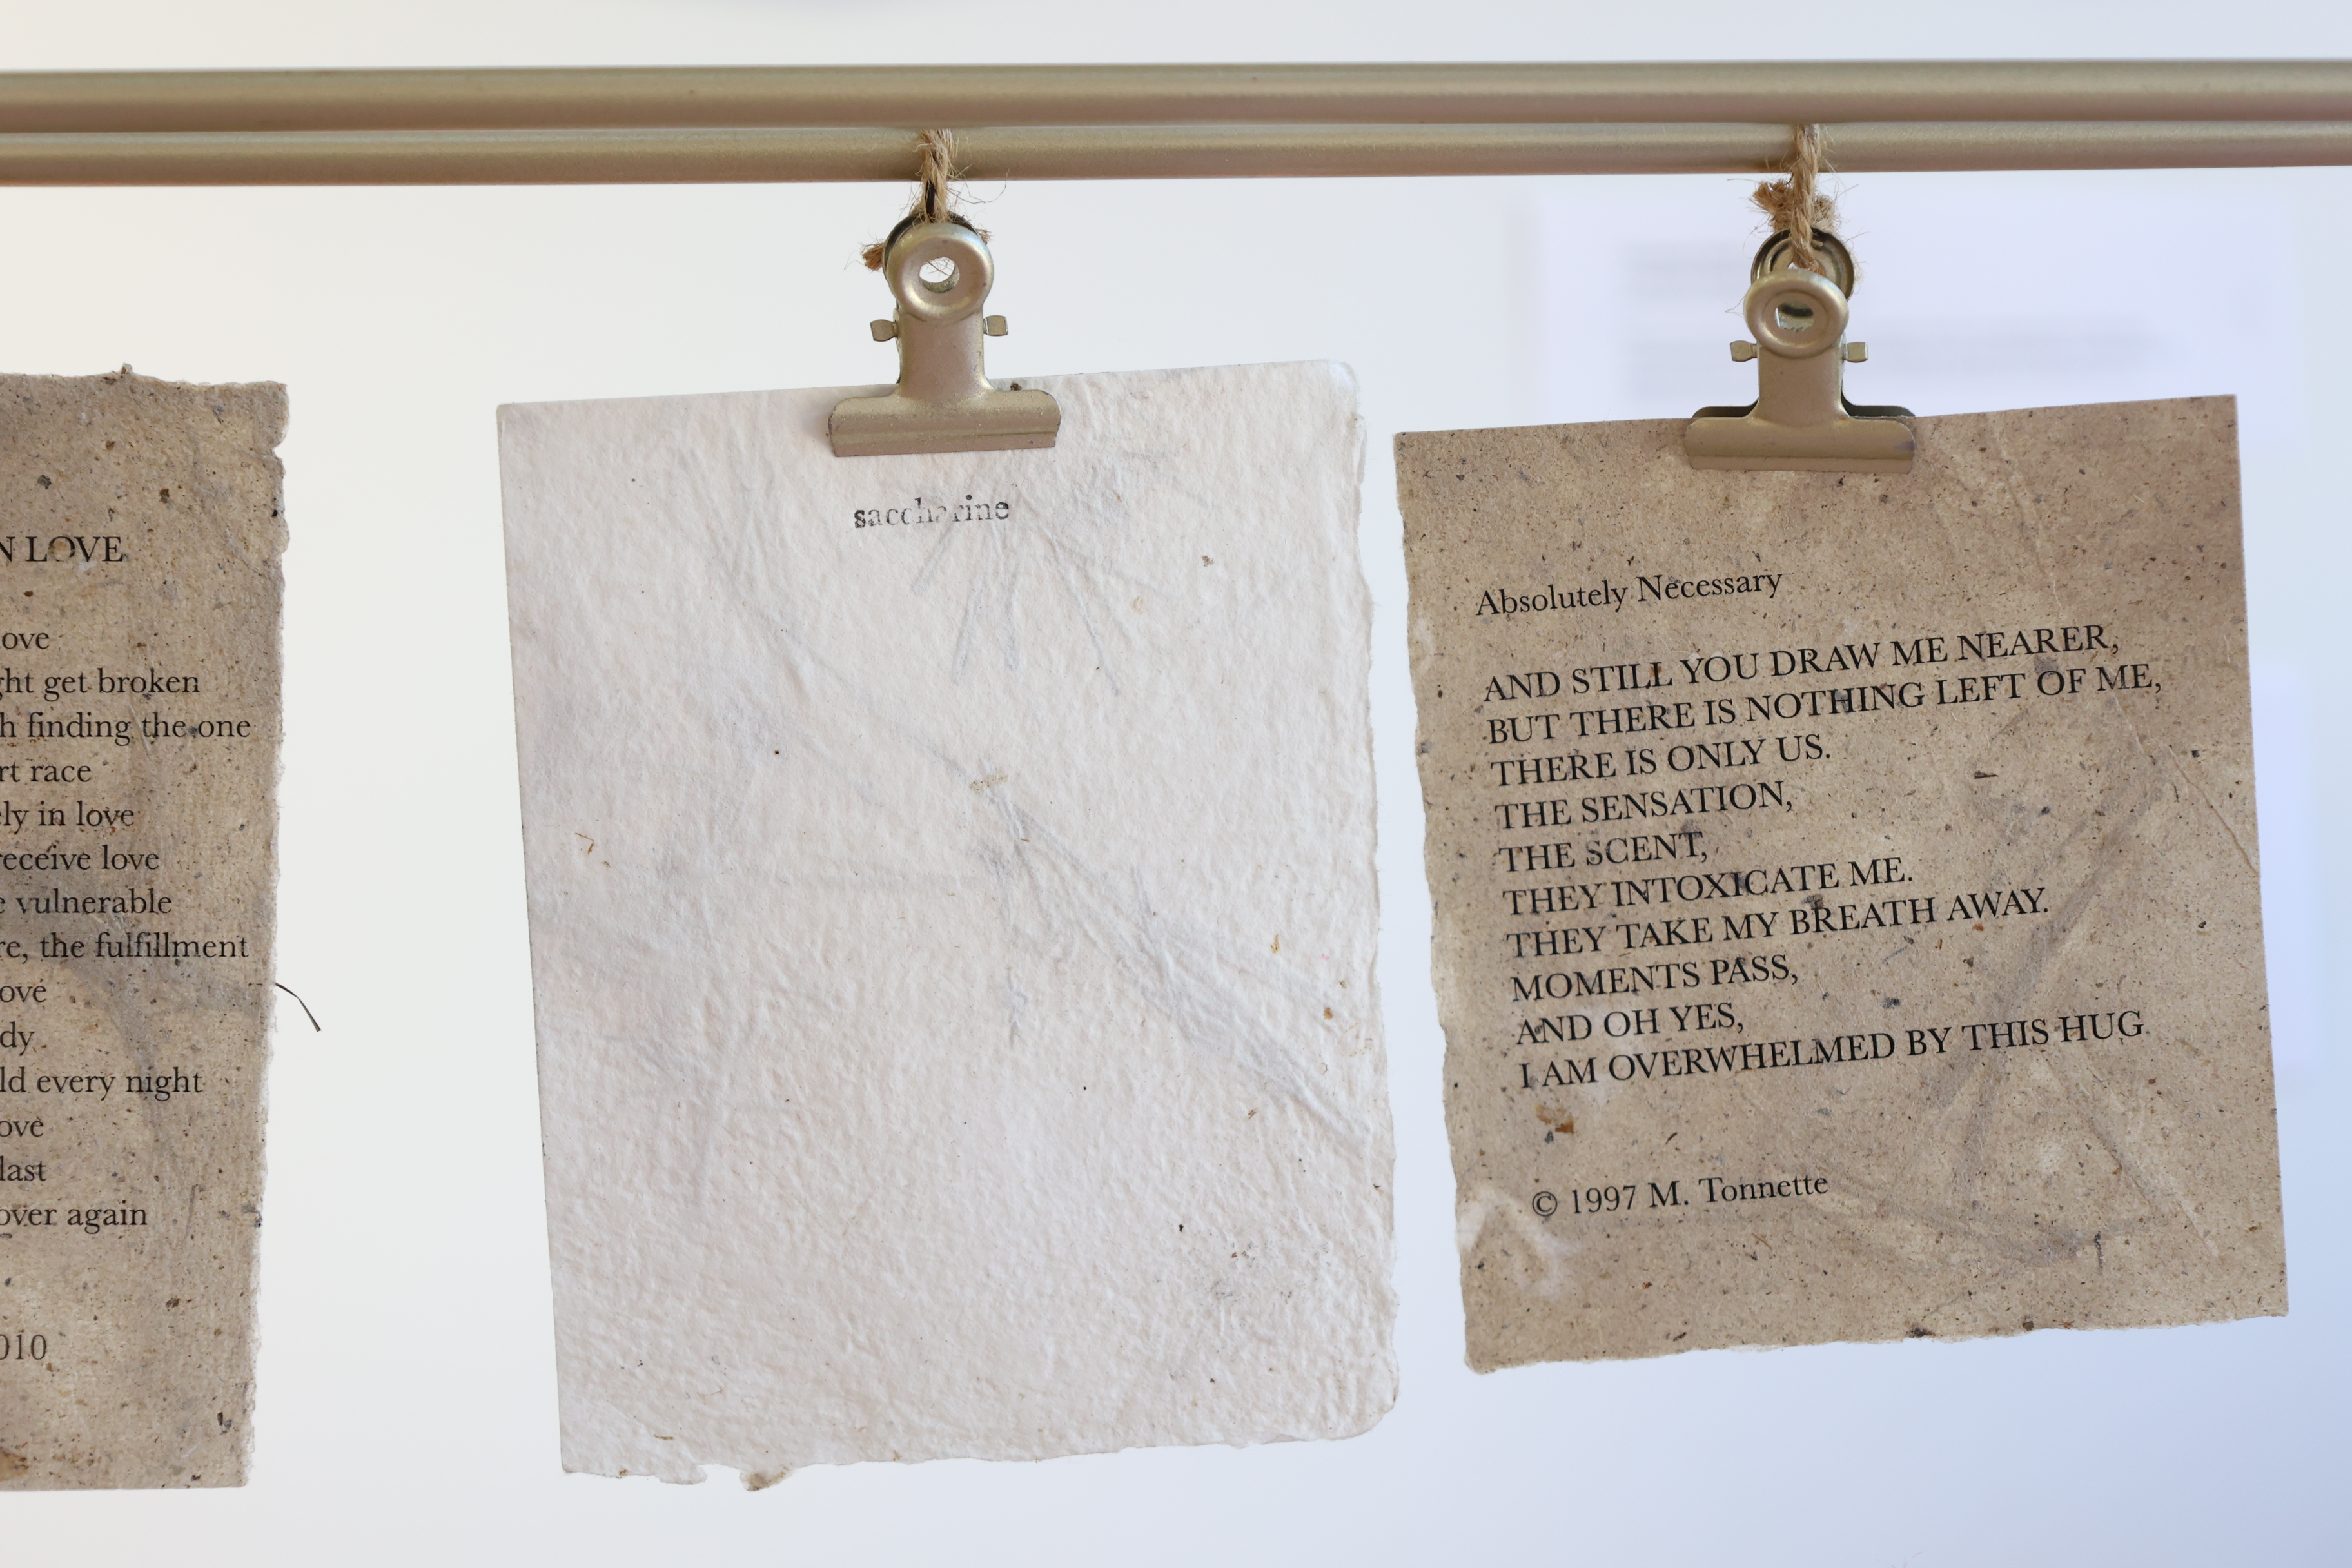 N LOVE
ove
ght get broken
h finding the one
rt race
ely in love
receive love
e vulnerable
re, the fulfillment
ove
dy
ld every night
ove
last
over again
010
saccharine
Absolutely Necessary
AND STILL YOU DRAW ME NEARER,
BUT THERE IS NOTHING LEFT OF ME,
THERE IS ONLY US.
THE SENSATION,
THE SCENT,
THEY INTOXICATE ME.
THEY TAKE MY BREATH AWAY.
MOMENTS PASS,
AND OH YES,
I AM OVERWHELMED BY THIS HUG
© 1997 M. Tonnette